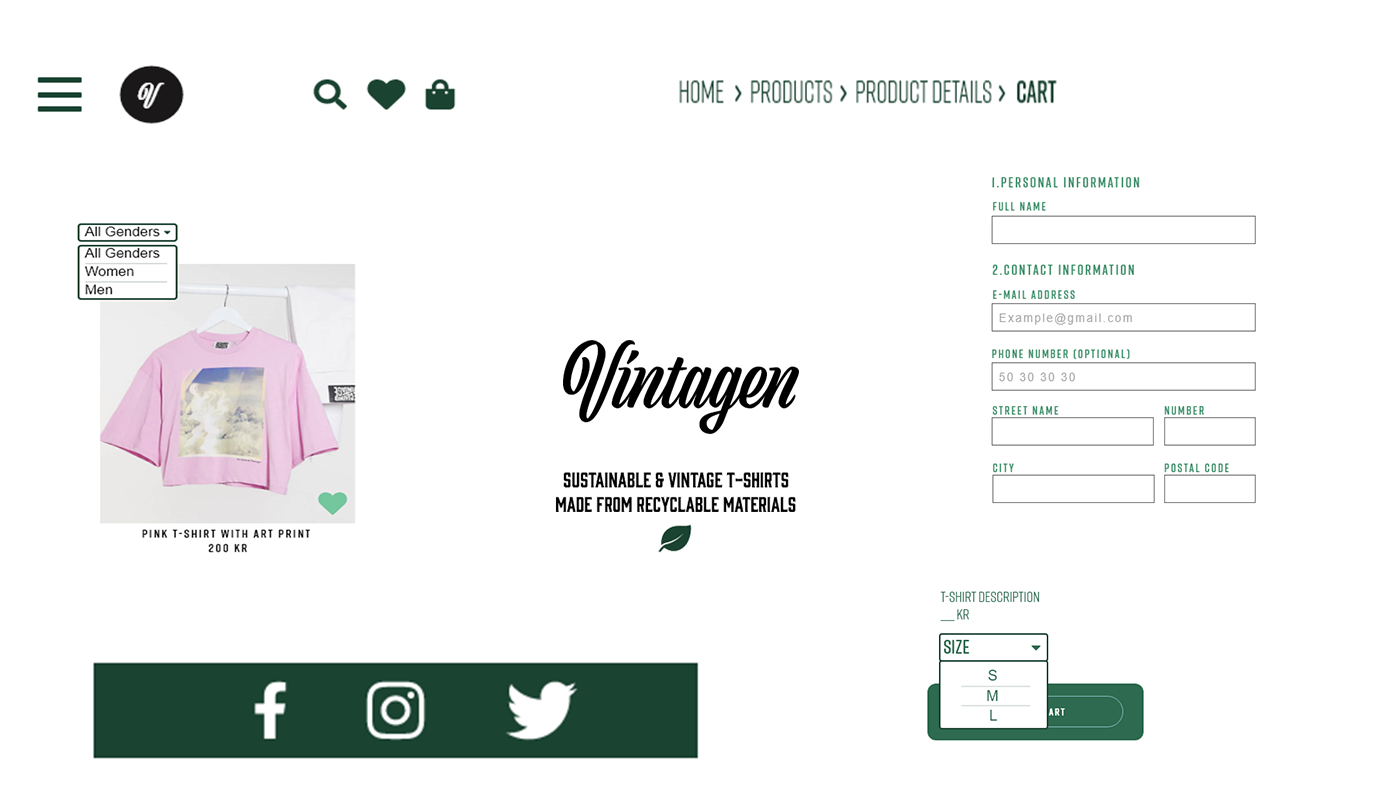 V
HOME > PRODUCTS > PRODUCT DETAILS > CART
1.PERSONAL INFORMATION
FULL NAME
2.CONTACT INFORMATION
E-MAIL ADDRESS
Example@gmail.com
PHONE NUMBER (OPTIONAL)
50 30 30 30
STREET NAME NUMBER
CITY POSTAL CODE
All Genders
All Genders
Women
Men
PINK T-SHIRT WITH ART PRINT
200 KR
Vintagen
SUSTAINABLE & VINTAGE T-SHIRTS
MADE FROM RECYCLABLE MATERIALS
T-SHIRT DESCRIPTION
__ KR
SIZE
S
M
L
ART